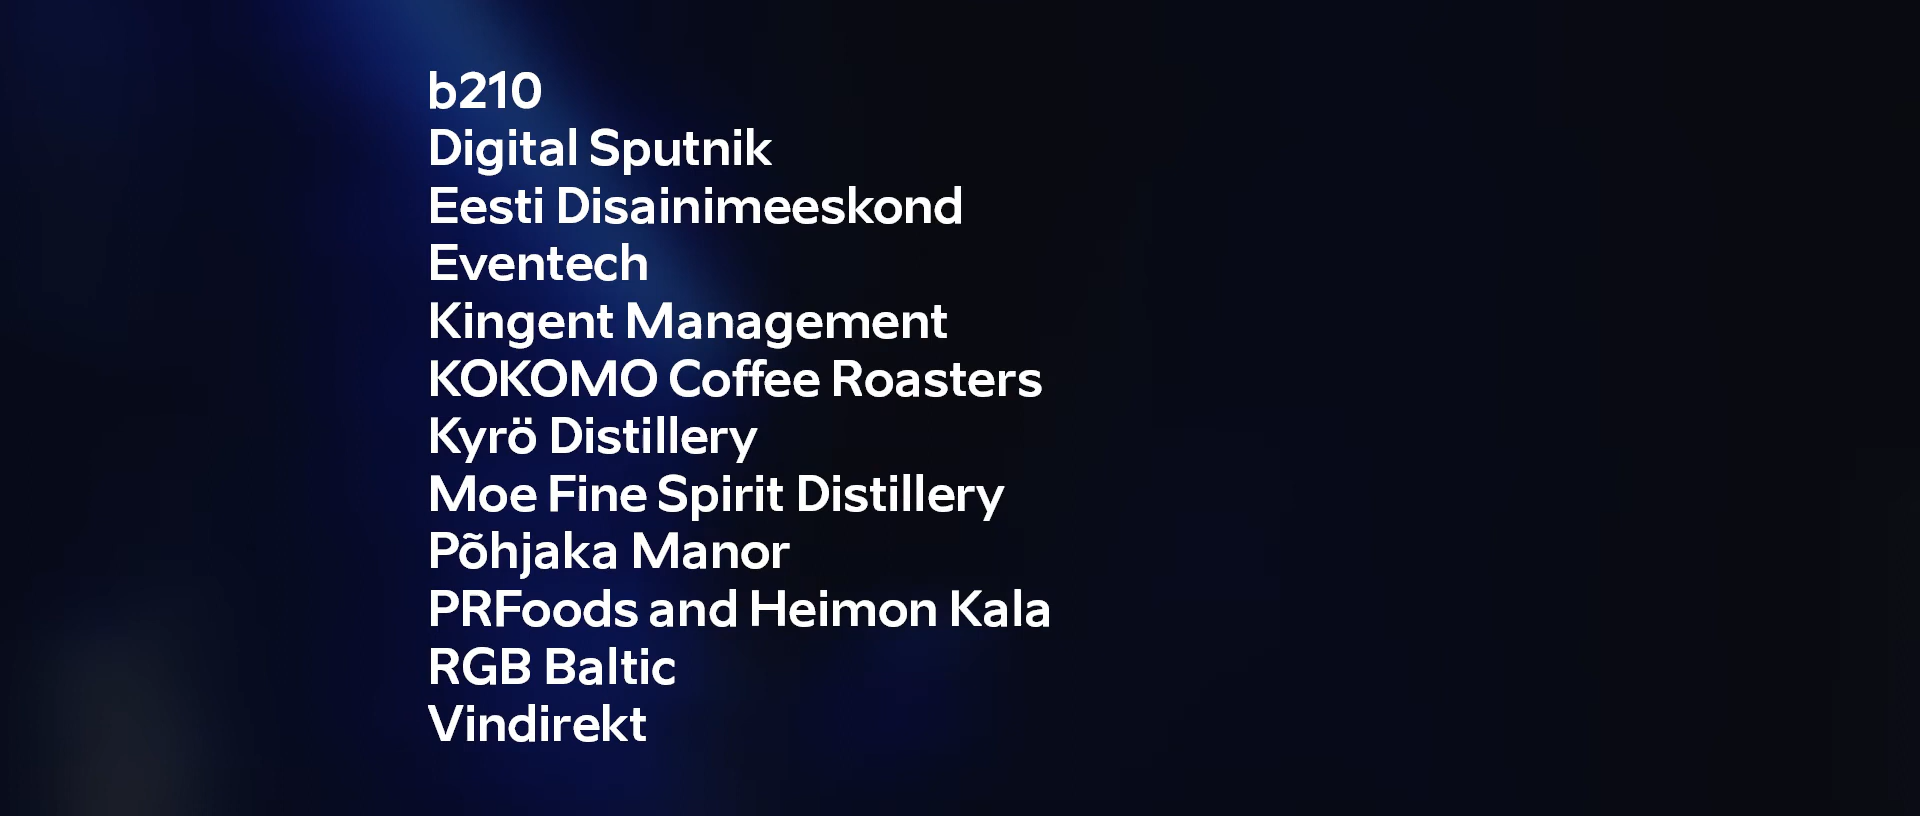 b210
Digital Sputnik
Eesti Disainimeeskond
Eventech
Kingent Management
KOKOMO Coffee Roasters
Kyrö Distillery
Moe Fine Spirit Distillery
Põhjaka Manor
PRFoods and Heimon Kala
RGB Baltic
Vindirekt